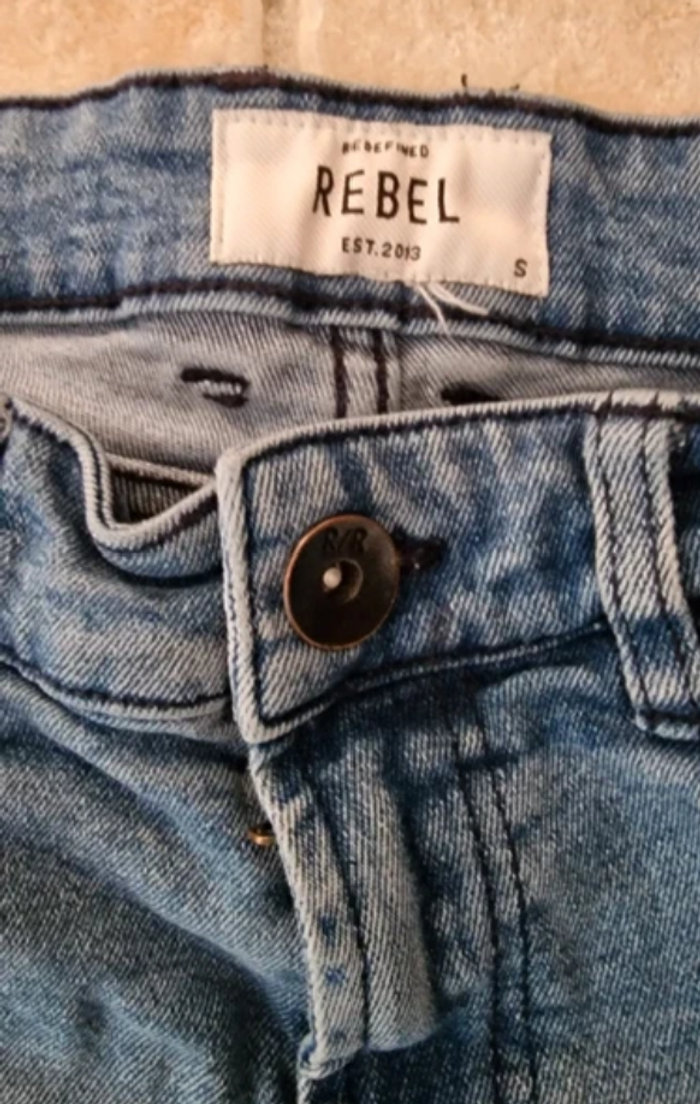 REDEFINED
REBEL
EST.2013
S
R/R